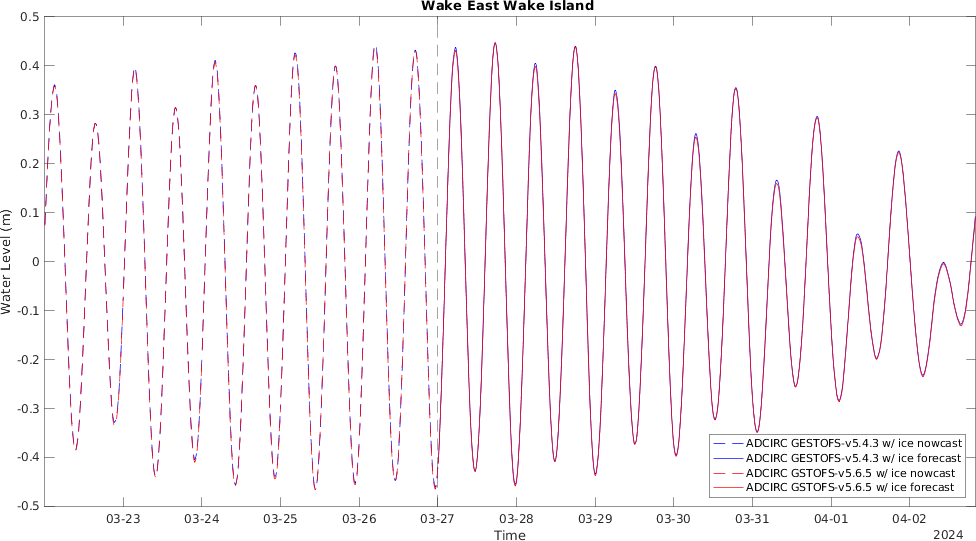 Wake East Wake Island
0.5
0.4
0.3
0.2
0.1
0
-0.1
-0.2
-0.3
-0.4
-0.5
Water Level (m)
ADCIRC GESTOFS-v5.4.3 w/ ice nowcast
ADCIRC GESTOFS-v5.4.3 w/ ice forecast
ADCIRC GSTOFS-v5.6.5 w/ ice nowcast
ADCIRC GSTOFS-v5.6.5 w/ ice forecast
03-23 03-24 03-25 03-26 03-27 03-28 03-29 03-30 03-31 04-01 04-02
Time
2024